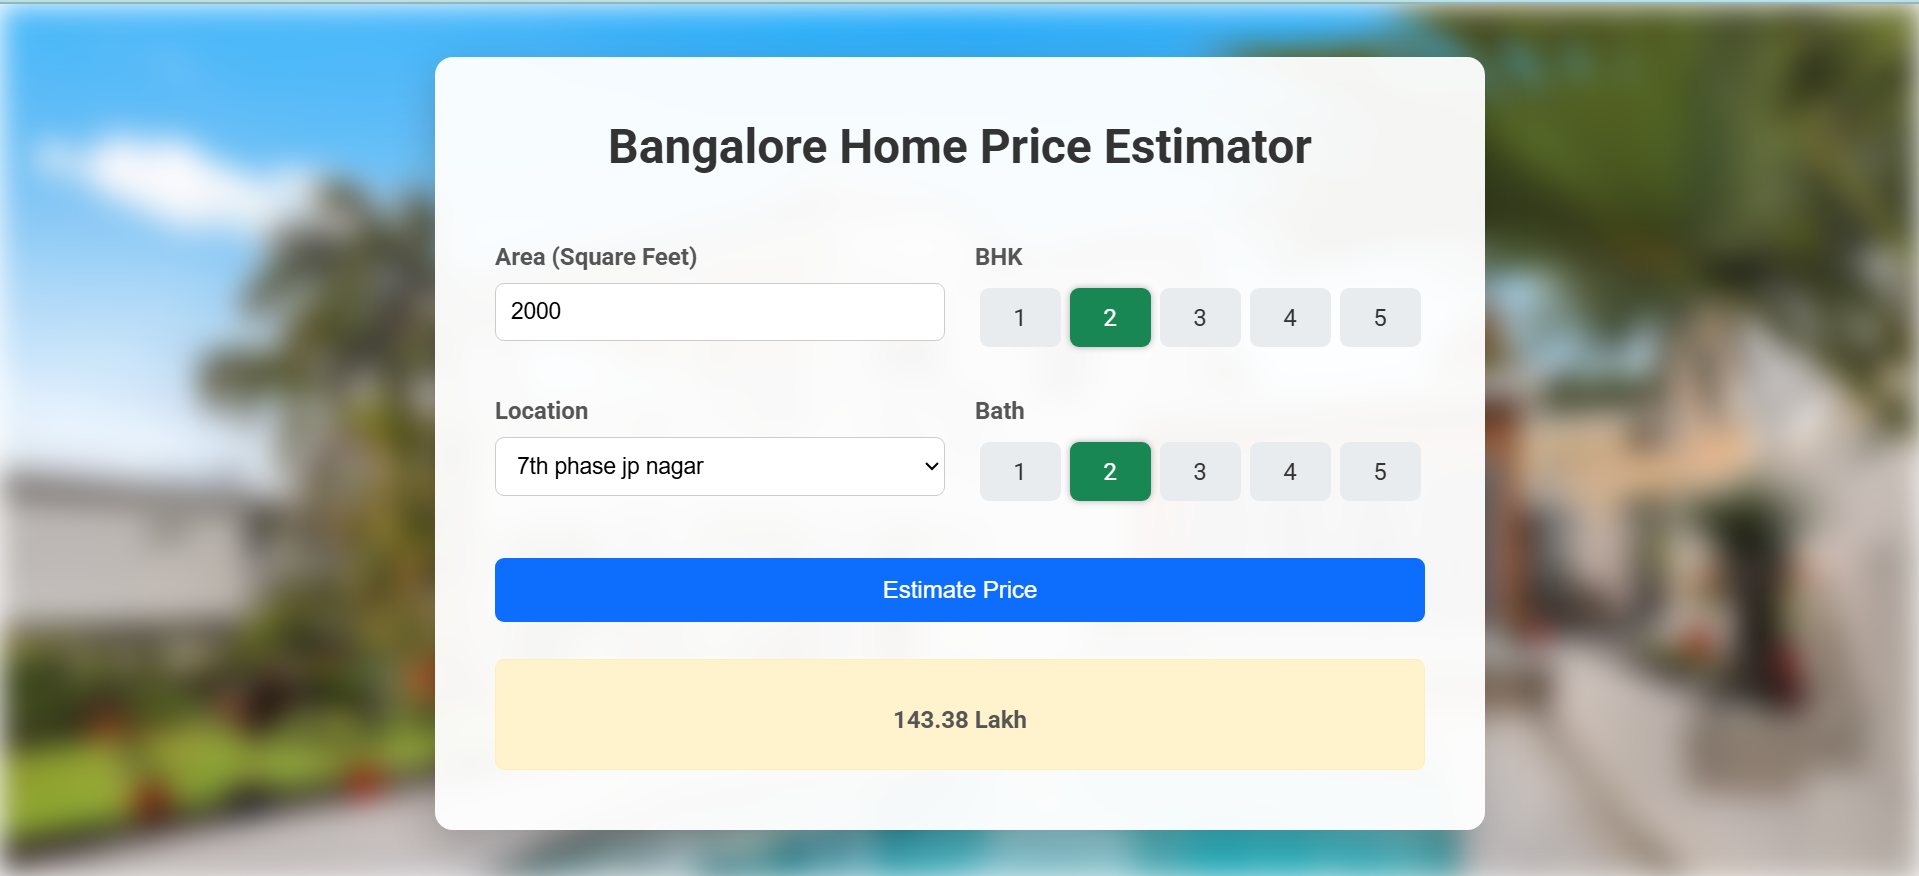 Bangalore Home Price Estimator
Area (Square Feet)
2000
BHK
1 2 3 4 5
Location
7th phase jp nagar
Bath
1 2 3 4 5
Estimate Price
143.38 Lakh